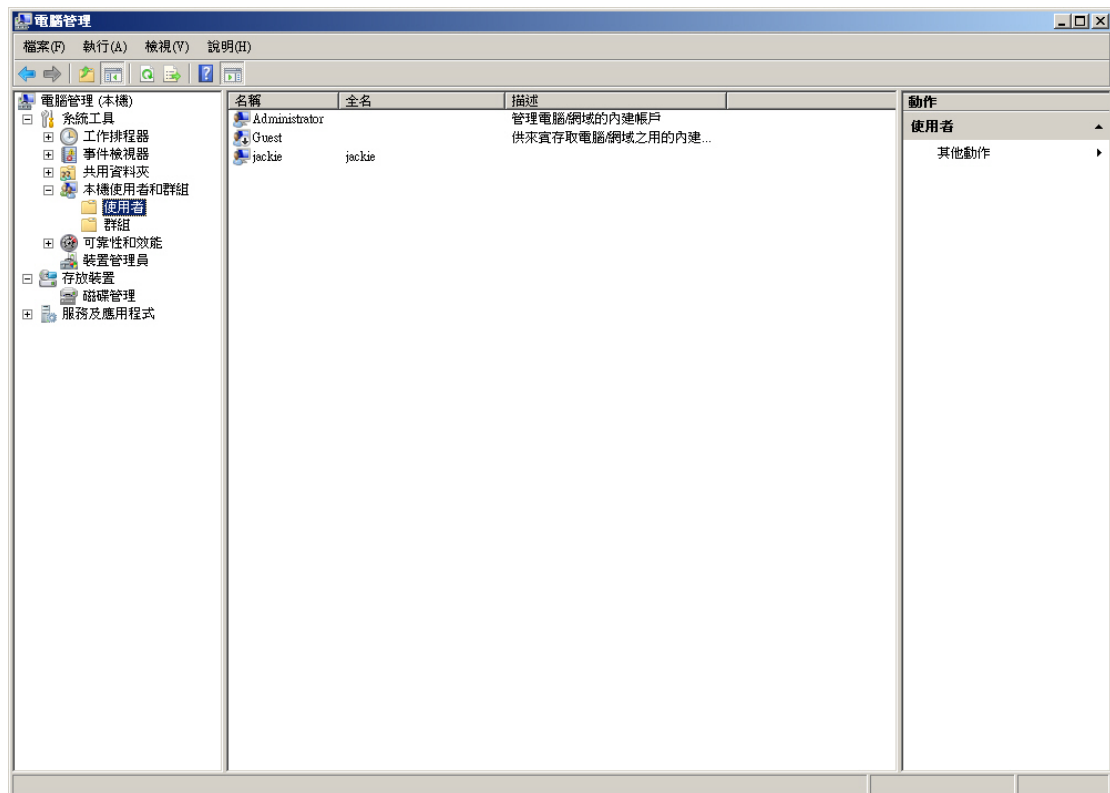 電腦管理
檔案(F) 執行(A) 檢視(V) 說明(H)
電腦管理 (本機)
系統工具
工作排程器
事件檢視器
共用資料夾
本機使用者和群組
使用者
群組
可靠性和效能
裝置管理員
存放裝置
磁碟管理
服務及應用程式
名稱 全名 描述
Administrator 管理電腦/網域的內建帳戶
Guest 供來賓存取電腦/網域之用的內建...
jackie jackie
動作
使用者
其他動作